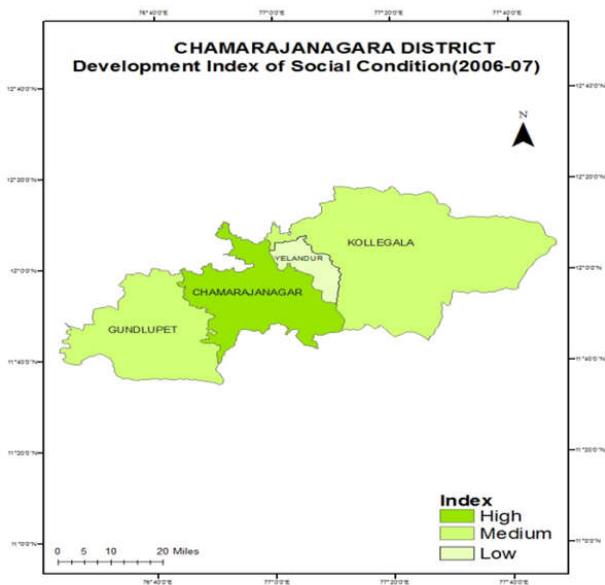 76°40'0"E 77°0'0"E 77°20'0"E 77°40'0"E
CHAMARAJANAGARA DISTRICT
Development Index of Social Condition(2006-07)
12°40'0"N 12°40'0"N
N
12°20'0"N 12°20'0"N
KOLLEGALA
YELANDUR
12°0'0"N 12°0'0"N
CHAMARAJANAGAR
GUNDLUPET
11°40'0"N 11°40'0"N
11°20'0"N 11°20'0"N
Index
High
Medium
Low
11°0'0"N 11°0'0"N
0 5 10 20 Miles
76°40'0"E 77°0'0"E 77°20'0"E 77°40'0"E